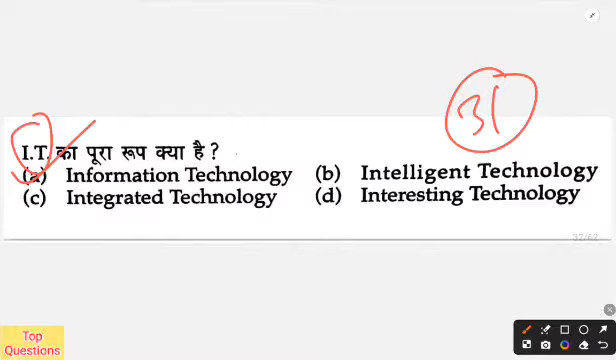 31
I.T. का पूरा रूप क्या है ?
(a) Information Technology (b) Intelligent Technology
(c) Integrated Technology (d) Interesting Technology
32/62
Top
Questions